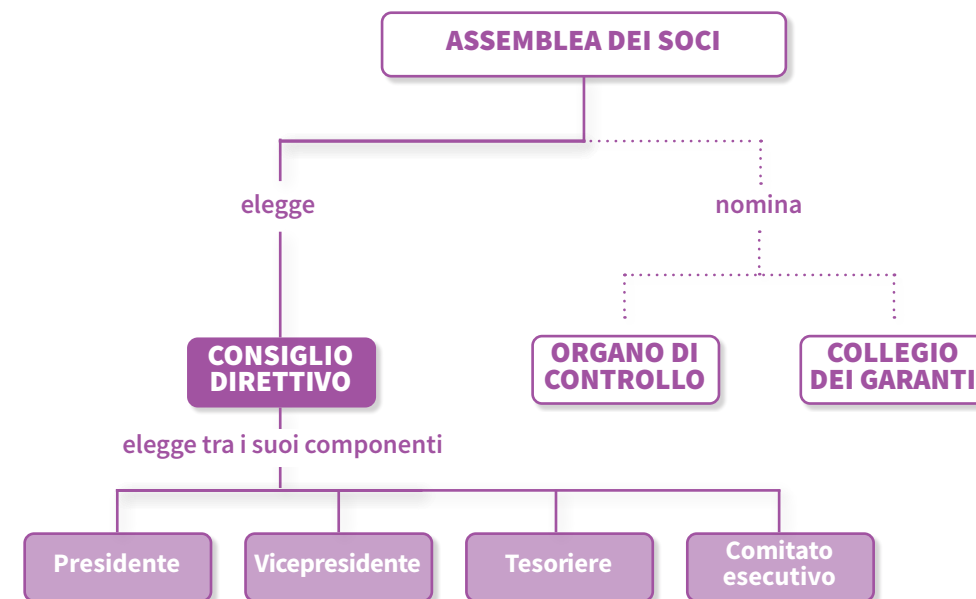 ASSEMBLEA DEI SOCI
elegge
nomina
CONSIGLIO
DIRETTIVO
ORGANO DI
CONTROLLO
COLLEGIO
DEI GARANTI
elegge tra i suoi componenti
Presidente
Vicepresidente
Tesoriere
Comitato
esecutivo